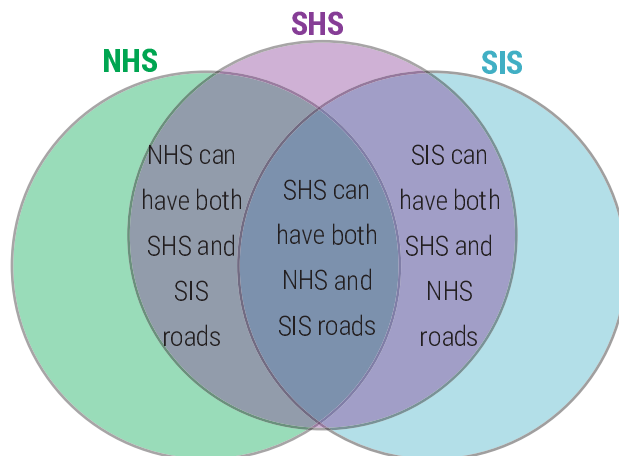 SHS
NHS
SIS
NHS can
have both
SHS and
SIS
roads
SHS can
have both
NHS and
SIS roads
SIS can
have both
SHS and
NHS
roads